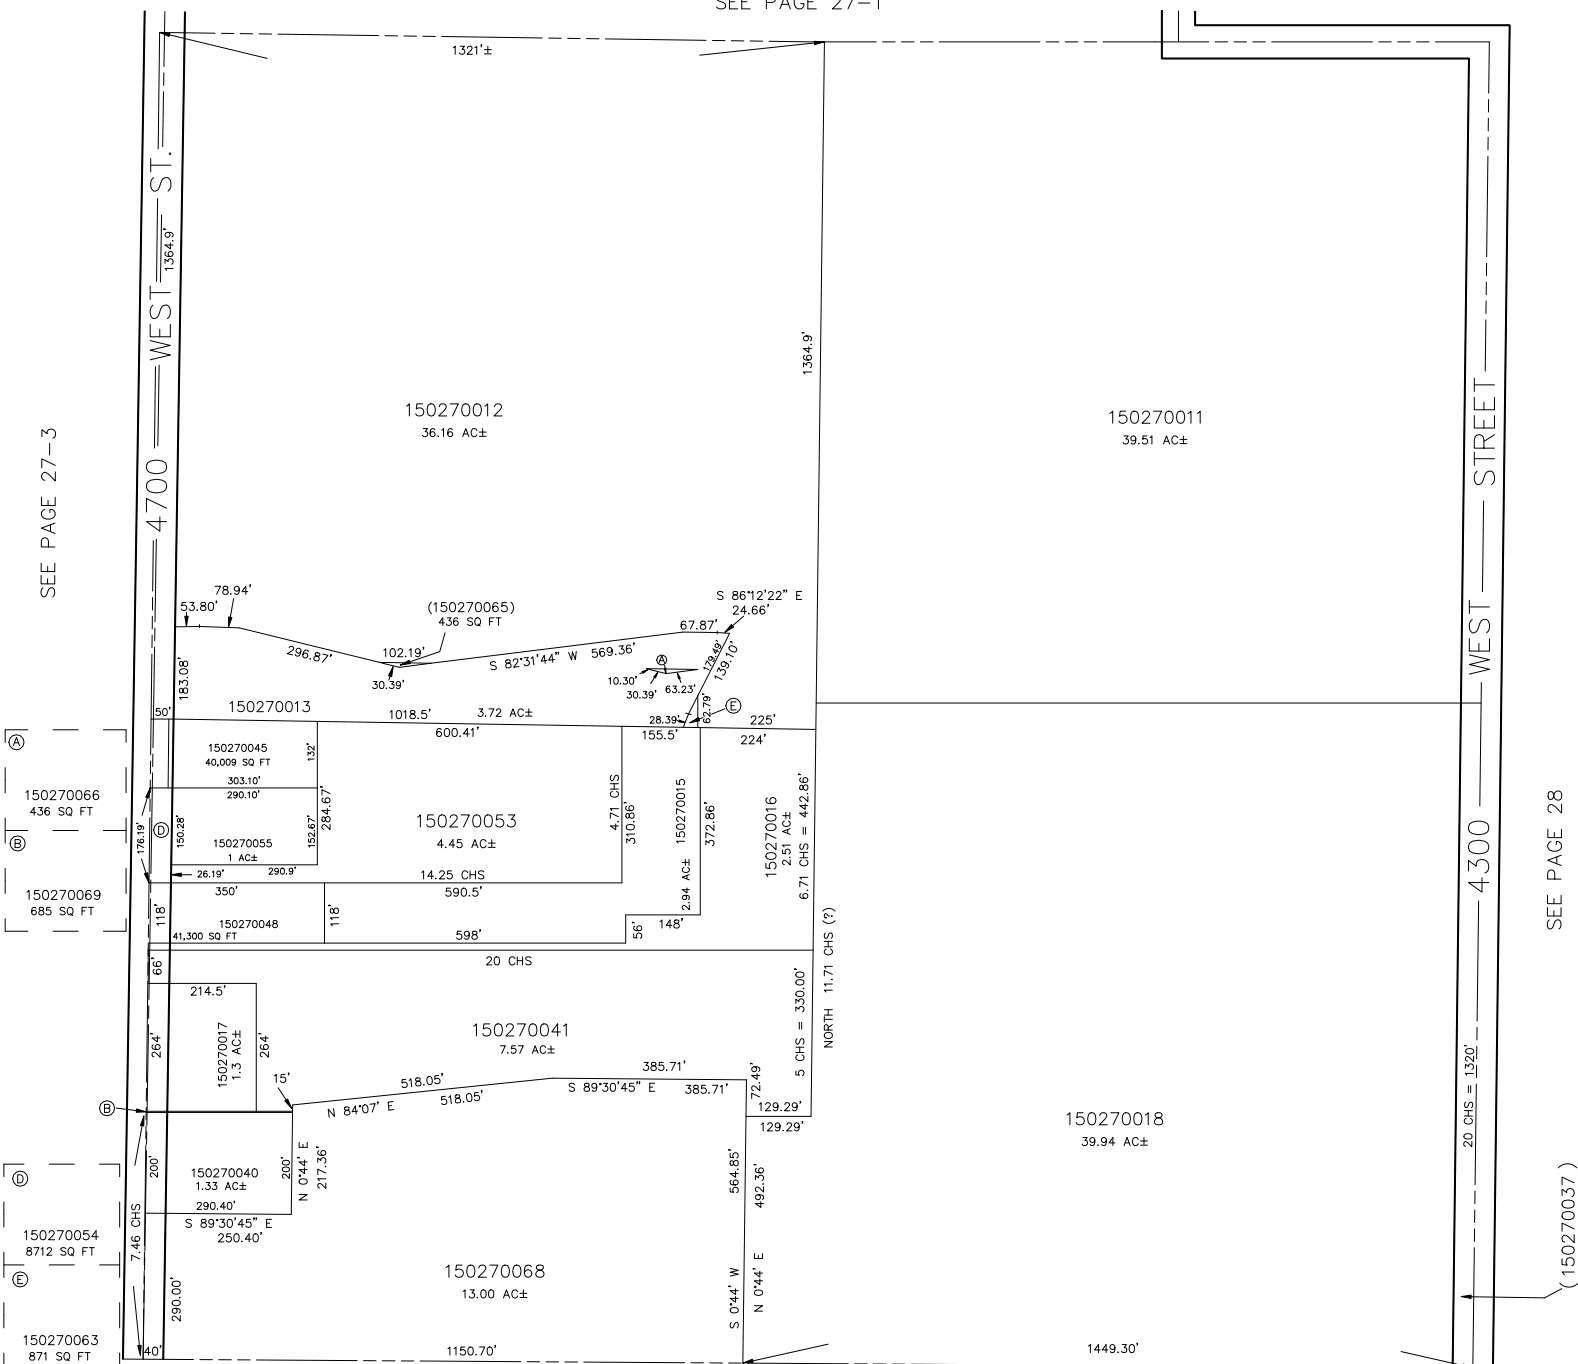 SEE PAGE 27-1
1321'±
4700 WEST ST.
1364.9'
1364.9'
150270012
36.16 AC±
150270011
39.51 AC±
4300 WEST STREET
SEE PAGE 27-3
53.80'
78.94'
(150270065)
436 SQ FT
296.87'
102.19'
30.39'
S 82°31'44" W 569.36'
67.87'
S 86°12'22" E
24.66'
179.49'
139.10'
A
10.30'
30.39'
63.23'
62.79'
E
28.39'
183.08'
50'
150270013
1018.5'
3.72 AC±
225'
600.41'
155.5'
224'
150270045
40,009 SQ FT
132'
303.10'
290.10'
284.67'
150270053
4.45 AC±
4.71 CHS
310.86'
150270015
2.94 AC±
372.86'
150270016
2.51 AC±
6.71 CHS = 442.86'
176.19'
D
150.28'
150270055
1 AC±
152.67'
26.19'
290.9'
14.25 CHS
350'
590.5'
118'
150270048
41,300 SQ FT
118'
598'
56'
148'
20 CHS
66'
214.5'
264'
150270017
1.3 AC±
264'
150270041
7.57 AC±
5 CHS = 330.00'
NORTH 11.71 CHS (?)
15'
518.05'
N 84°07' E
518.05'
385.71'
S 89°30'45" E
385.71'
72.49'
129.29'
129.29'
B
200'
150270040
1.33 AC±
200'
N 0°44' E
217.36'
290.40'
S 89°30'45" E
250.40'
7.46 CHS
290.00'
150270068
13.00 AC±
564.85'
492.36'
S 0°44' W
N 0°44' E
40'
1150.70'
1449.30'
150270018
39.94 AC±
20 CHS = 1320'
SEE PAGE 28
(150270037)
A
150270066
436 SQ FT
B
150270069
685 SQ FT
D
150270054
8712 SQ FT
E
150270063
871 SQ FT